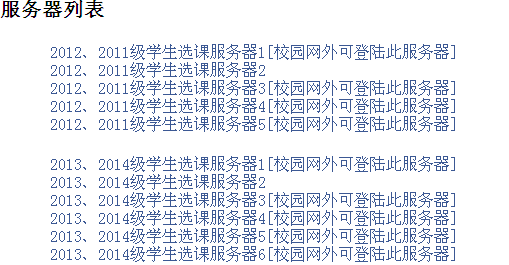 服务器列表
2012、2011级学生选课服务器1[校园网外可登陆此服务器]
2012、2011级学生选课服务器2
2012、2011级学生选课服务器3[校园网外可登陆此服务器]
2012、2011级学生选课服务器4[校园网外可登陆此服务器]
2012、2011级学生选课服务器5[校园网外可登陆此服务器]
2013、2014级学生选课服务器1[校园网外可登陆此服务器]
2013、2014级学生选课服务器2
2013、2014级学生选课服务器3[校园网外可登陆此服务器]
2013、2014级学生选课服务器4[校园网外可登陆此服务器]
2013、2014级学生选课服务器5[校园网外可登陆此服务器]
2013、2014级学生选课服务器6[校园网外可登陆此服务器]